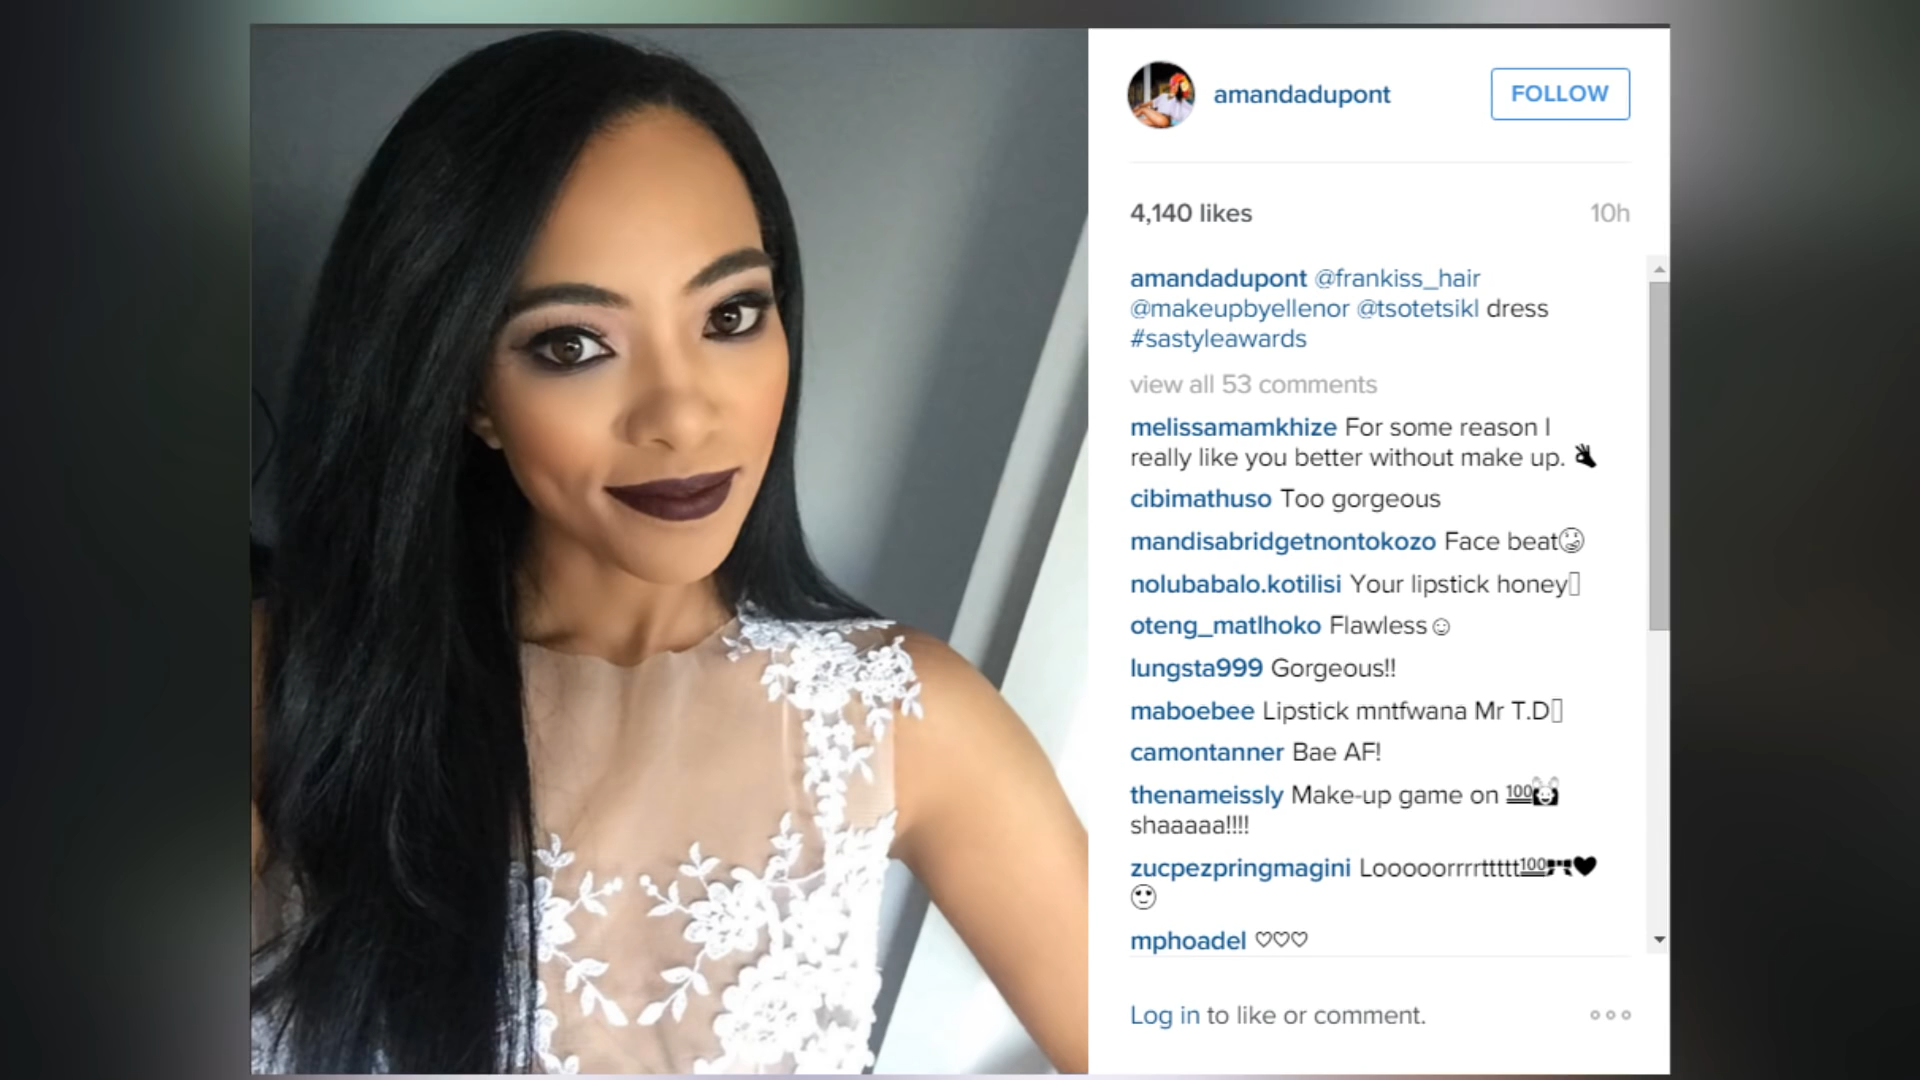 amandadupont
FOLLOW
4,140 likes
10h
amandadupont @frankiss_hair
@makeupbyellenor @tsotetsikl dress
#sastyleawards
view all 53 comments
melissamamkhize For some reason I
really like you better without make up. 👌
cibimathuso Too gorgeous
mandisabridgetnontokozo Face beat
nolubabalo.kotilisi Your lipstick honey
oteng_matlhoko Flawless☺
lungsta999 Gorgeous!!
maboebee Lipstick mntfwana Mr T.D
camontanner Bae AF!
thenameissly Make-up game on 💯
shaaaaa!!!!
zucpezpringmagini Looooorrrrttttt💯🎀❤
😍
mphoadel ♡♡♡
Log in to like or comment.